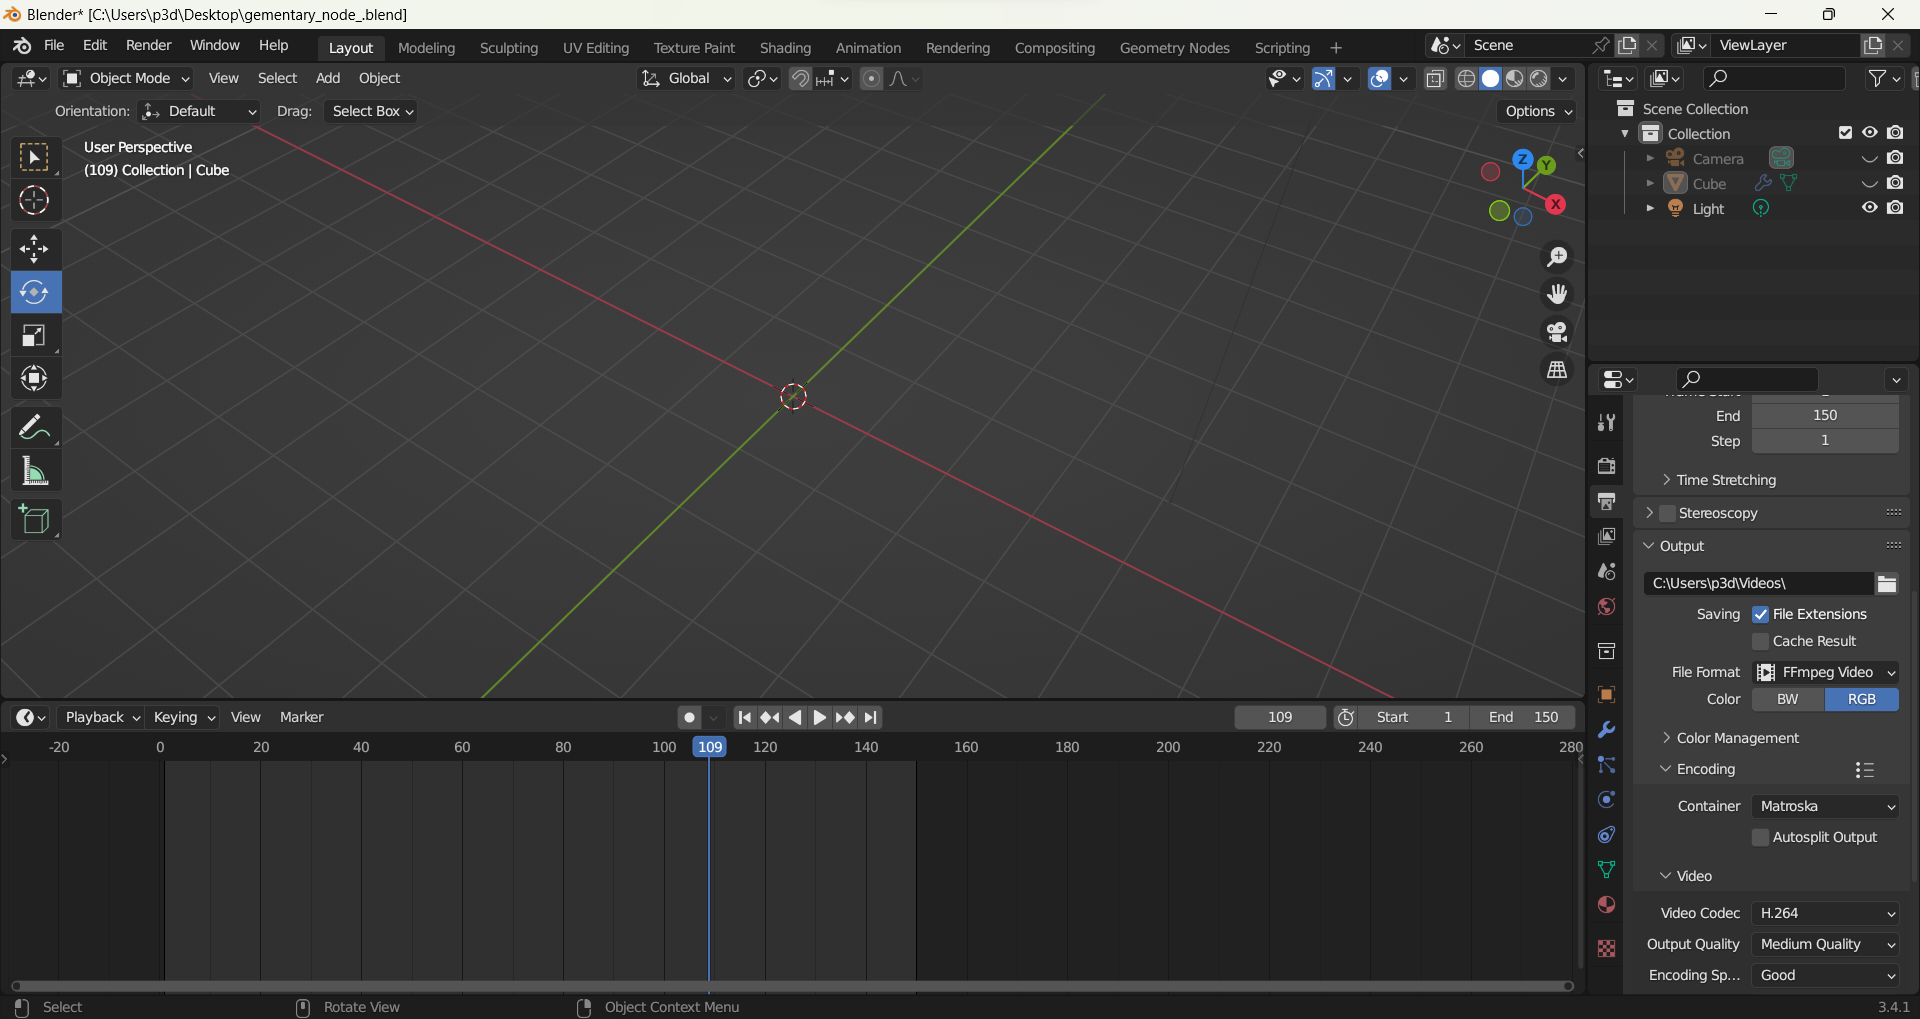 Blender* [C:\Users\p3d\Desktop\gementary_node_.blend]
File Edit Render Window Help Layout Modeling Sculpting UV Editing Texture Paint Shading Animation Rendering Compositing Geometry Nodes Scripting + Scene ViewLayer
Object Mode View Select Add Object Global
Orientation: Default Drag: Select Box Options
User Perspective
(109) Collection | Cube
Z Y X
Scene Collection
Collection
Camera
Cube
Light
End 150
Step 1
Time Stretching
Stereoscopy
Output
C:\Users\p3d\Videos\
Saving File Extensions
Cache Result
File Format FFmpeg Video
Color BW RGB
Color Management
Encoding
Container Matroska
Autosplit Output
Video
Video Codec H.264
Output Quality Medium Quality
Encoding Sp... Good
Playback Keying View Marker 109 Start 1 End 150
-20 0 20 40 60 80 100 109 120 140 160 180 200 220 240 260 280
Select Rotate View Object Context Menu 3.4.1